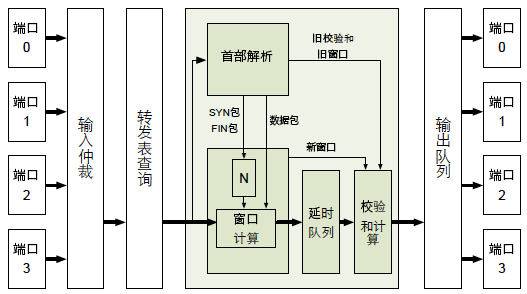 端口
0
端口
1
端口
2
端口
3
输入仲裁
转发表查询
首部解析
旧校验和
旧窗口
SYN包
FIN包
数据包
新窗口
N
窗口
计算
延时
队列
校验
和计算
输出队列
端口
0
端口
1
端口
2
端口
3